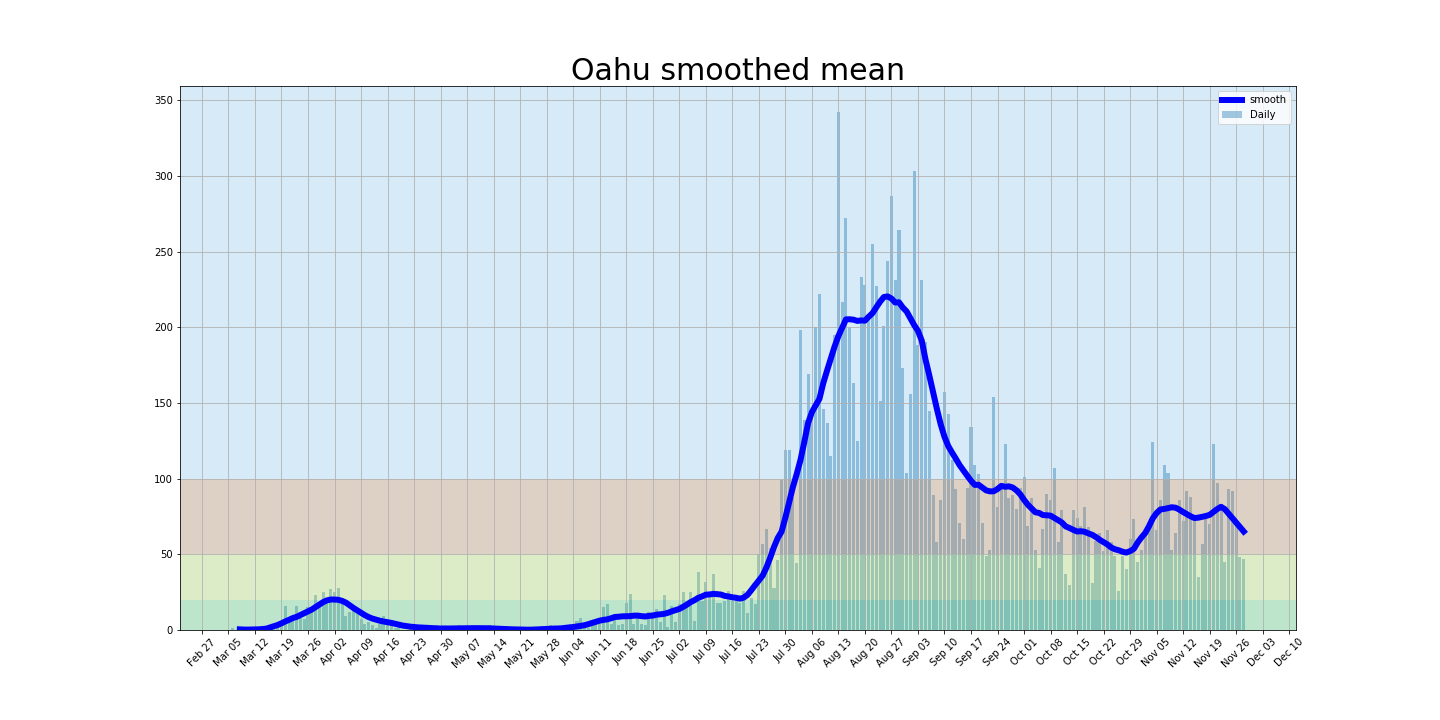 Oahu smoothed mean
smooth
Daily
350
300
250
200
150
100
50
0
Feb 27 Mar 05 Mar 12 Mar 19 Mar 26 Apr 02 Apr 09 Apr 16 Apr 23 Apr 30 May 07 May 14 May 21 May 28 Jun 04 Jun 11 Jun 18 Jun 25 Jul 02 Jul 09 Jul 16 Jul 23 Jul 30 Aug 06 Aug 13 Aug 20 Aug 27 Sep 03 Sep 10 Sep 17 Sep 24 Oct 01 Oct 08 Oct 15 Oct 22 Oct 29 Nov 05 Nov 12 Nov 19 Nov 26 Dec 03 Dec 10